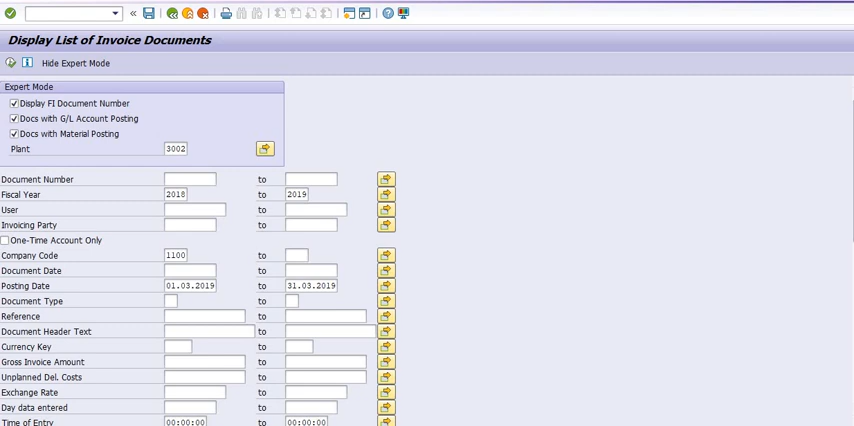 Display List of Invoice Documents
Hide Expert Mode
Expert Mode
Display FI Document Number
Docs with G/L Account Posting
Docs with Material Posting
Plant 3002
Document Number to
Fiscal Year 2018 to 2019
User to
Invoicing Party to
One-Time Account Only
Company Code 1100 to
Document Date to
Posting Date 01.03.2019 to 31.03.2019
Document Type to
Reference to
Document Header Text to
Currency Key to
Gross Invoice Amount to
Unplanned Del. Costs to
Exchange Rate to
Day data entered to
Time of Entry 00:00:00 to 00:00:00